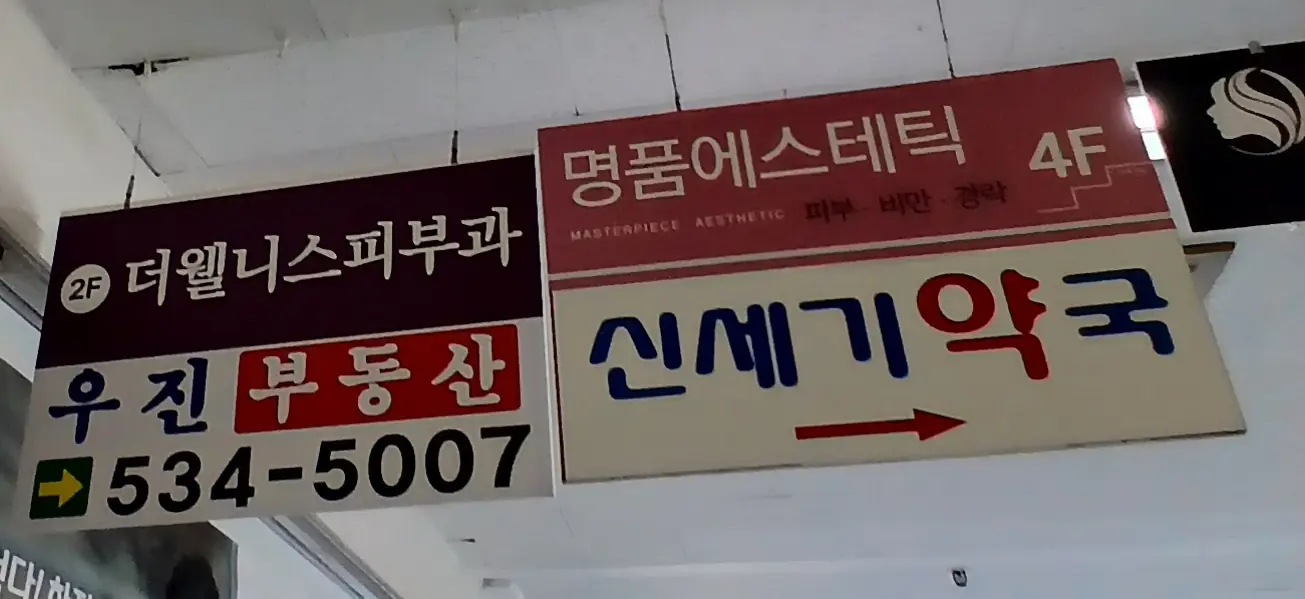 2F 더웰니스피부과
우진부동산
534-5007
명품에스테틱 4F
MASTERPIECE AESTHETIC 피부·비만·경락
신세기약국